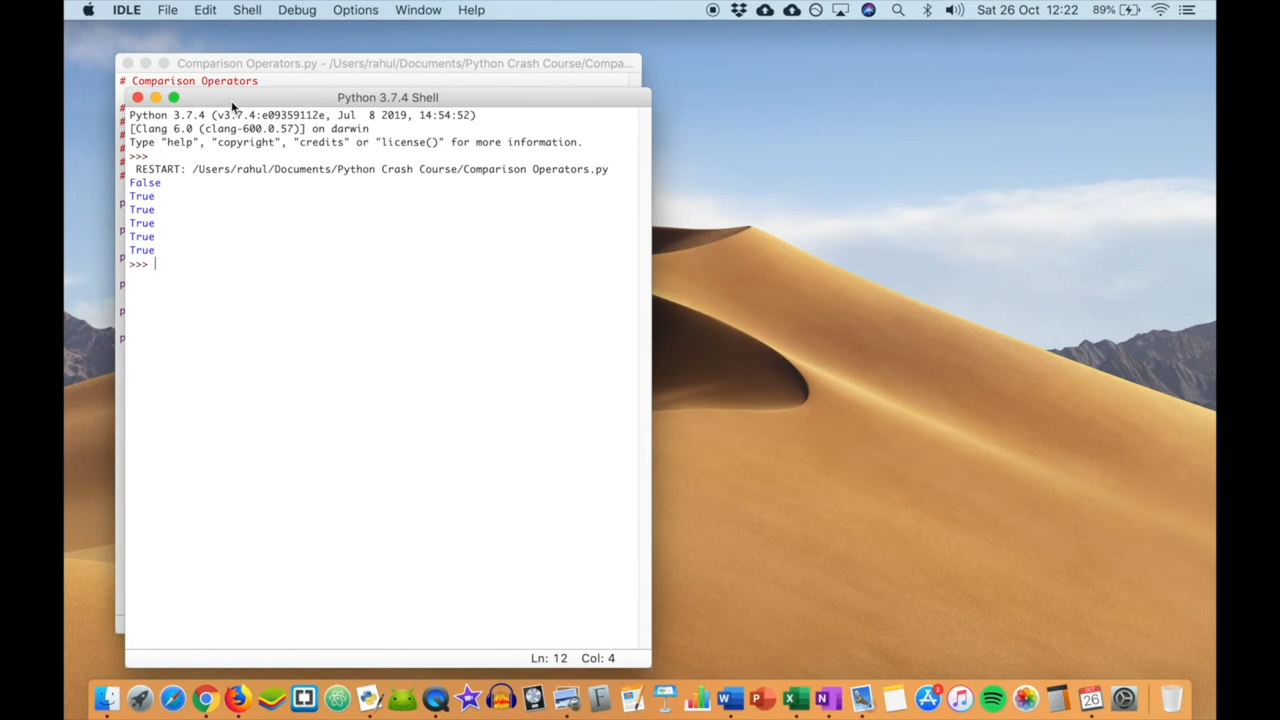 IDLE File Edit Shell Debug Options Window Help Sat 26 Oct 12:22 89%
Comparison Operators.py - /Users/rahul/Documents/Python Crash Course/Compa...
# Comparison Operators
Python 3.7.4 Shell
Python 3.7.4 (v3.7.4:e09359112e, Jul  8 2019, 14:54:52)
[Clang 6.0 (clang-600.0.57)] on darwin
Type "help", "copyright", "credits" or "license()" for more information.
>>>
RESTART: /Users/rahul/Documents/Python Crash Course/Comparison Operators.py
False
True
True
True
True
True
>>>
#
#
#
#
#
#
p
p
p
p
p
p
Ln: 12 Col: 4
26